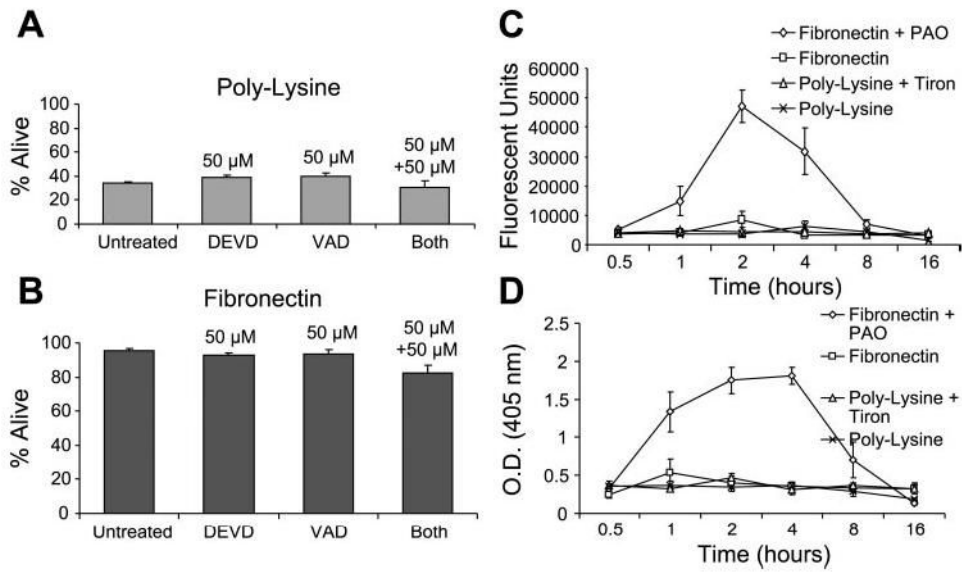 A
Poly-Lysine
% Alive
100
80
60
40
20
0
50 µM
50 µM
50 µM
+50 µM
Untreated DEVD VAD Both
B
Fibronectin
% Alive
100
80
60
40
20
0
50 µM
50 µM
50 µM
+50 µM
Untreated DEVD VAD Both
C
Fibronectin + PAO
Fibronectin
Poly-Lysine + Tiron
Poly-Lysine
Fluorescent Units
60000
50000
40000
30000
20000
10000
0
0.5 1 2 4 8 16
Time (hours)
D
Fibronectin +
PAO
Fibronectin
Poly-Lysine +
Tiron
Poly-Lysine
O.D. (405 nm)
2.5
2
1.5
1
0.5
0
0.5 1 2 4 8 16
Time (hours)